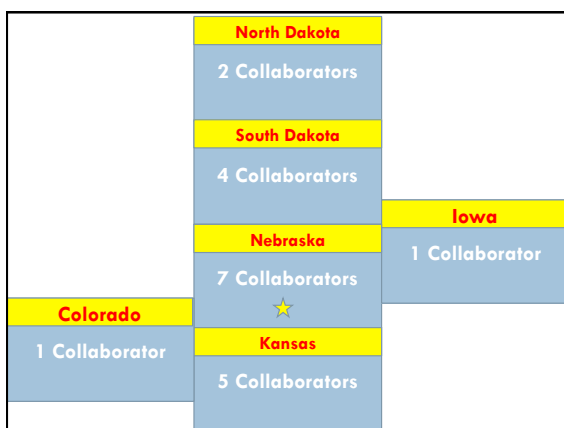 North Dakota
2 Collaborators
South Dakota
4 Collaborators
Iowa
1 Collaborator
Nebraska
7 Collaborators
Colorado
1 Collaborator
Kansas
5 Collaborators